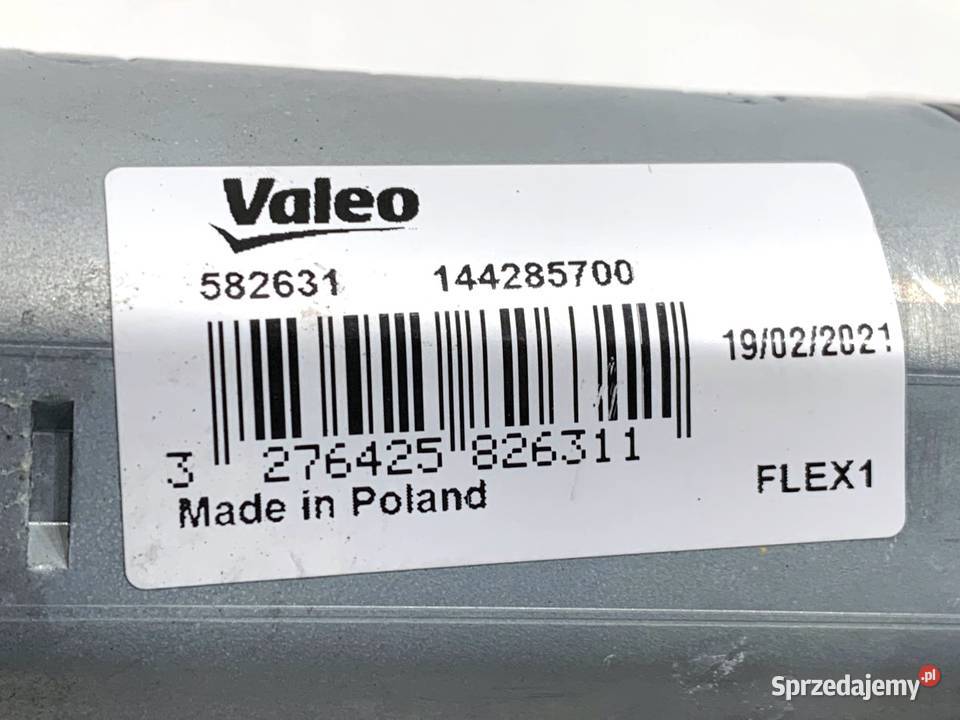 Valeo
582631 144285700
19/02/2021
3 276425 826311
FLEX1
Made in Poland
Sprzedajemy.pl